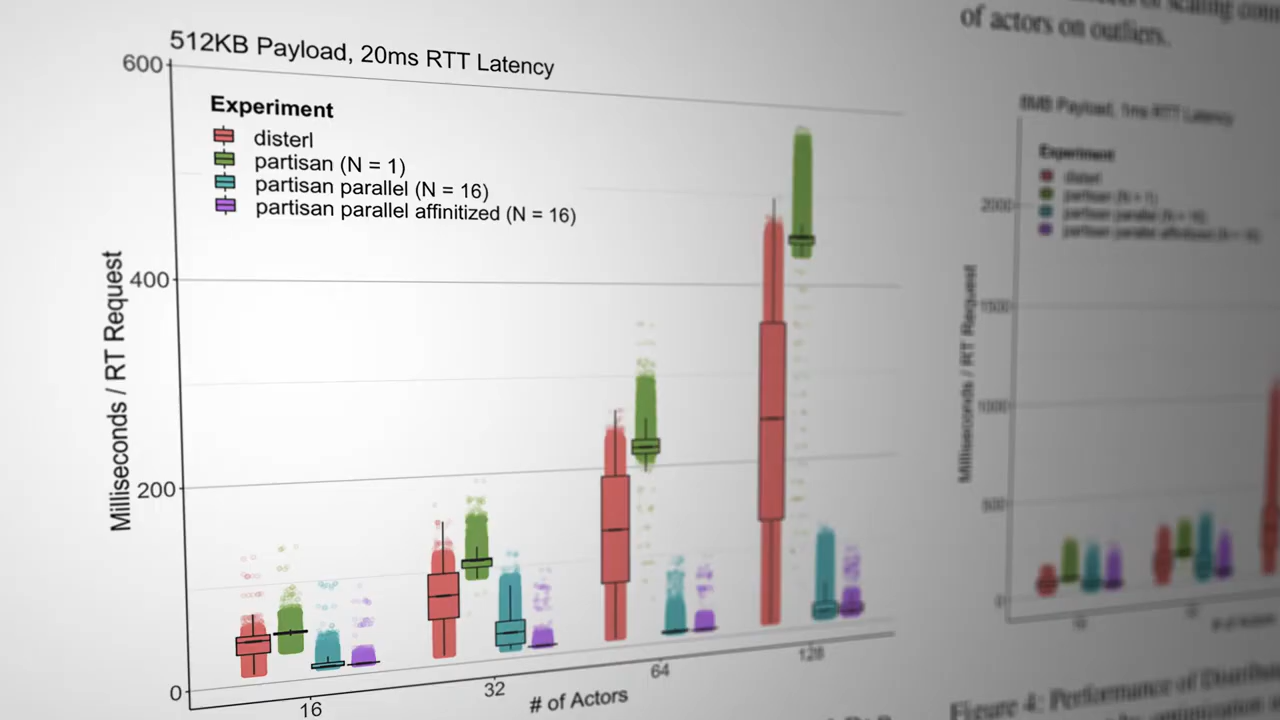 of actors on outliers.
512KB Payload, 20ms RTT Latency
600
400
200
0
Milliseconds / RT Request
Experiment
disterl
partisan (N = 1)
partisan parallel (N = 16)
partisan parallel affinitized (N = 16)
16
32
64
128
# of Actors
8MB Payload, 1ms RTT Latency
2000
1500
1000
500
0
Milliseconds / RT Request
Experiment
disterl
partisan (N = 1)
partisan parallel (N = 16)
partisan parallel affinitized (N = 16)
16
# of Actors
Figure 4: Performance of